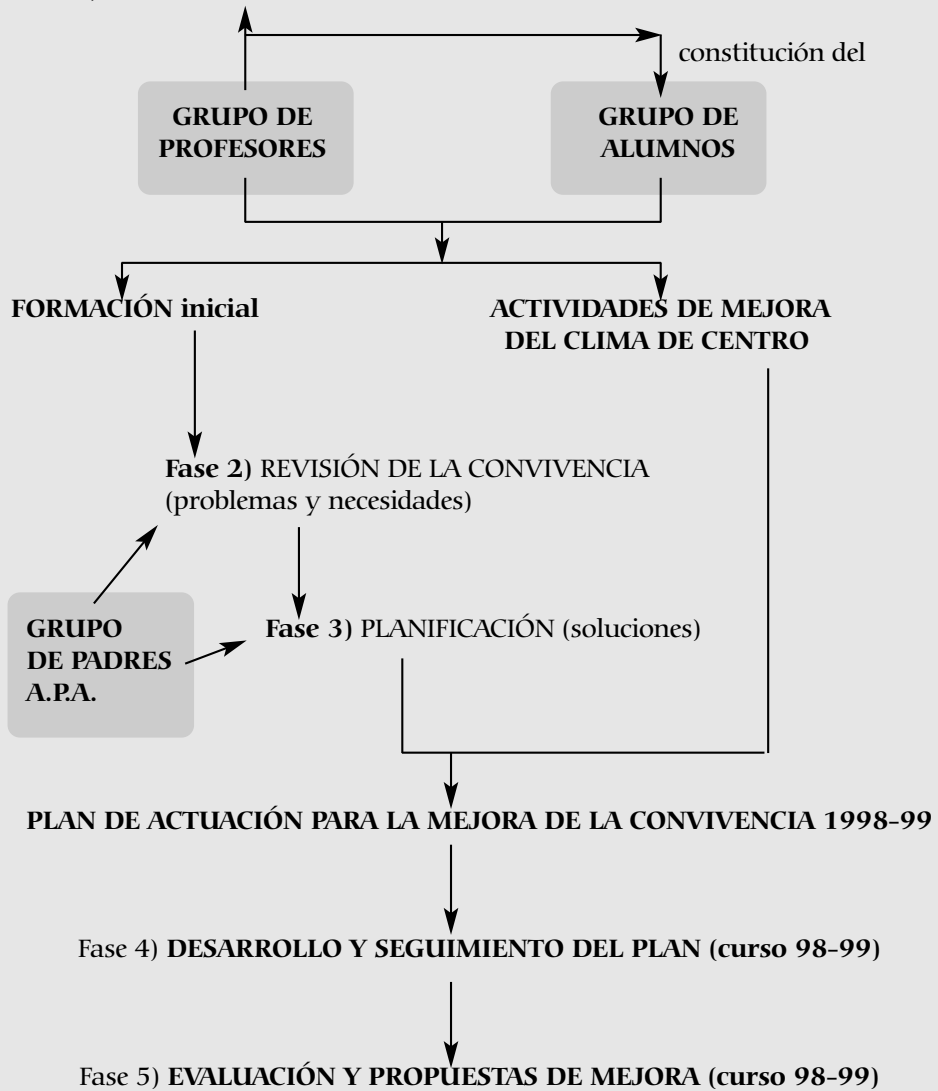 constitución del
GRUPO DE
PROFESORES
GRUPO DE
ALUMNOS
FORMACIÓN inicial
ACTIVIDADES DE MEJORA
DEL CLIMA DE CENTRO
Fase 2) REVISIÓN DE LA CONVIVENCIA
(problemas y necesidades)
GRUPO
DE PADRES
A.P.A.
Fase 3) PLANIFICACIÓN (soluciones)
PLAN DE ACTUACIÓN PARA LA MEJORA DE LA CONVIVENCIA 1998-99
Fase 4) DESARROLLO Y SEGUIMIENTO DEL PLAN (curso 98-99)
Fase 5) EVALUACIÓN Y PROPUESTAS DE MEJORA (curso 98-99)